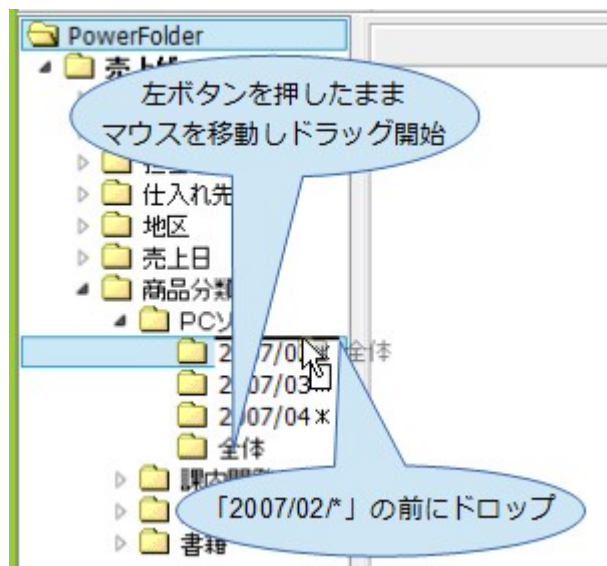 PowerFolder
左ボタンを押したまま
マウスを移動しドラッグ開始
仕入れ先
地区
売上日
商品分類
全体
2007/04
全体
「2007/02/*」の前にドロップ
書籍